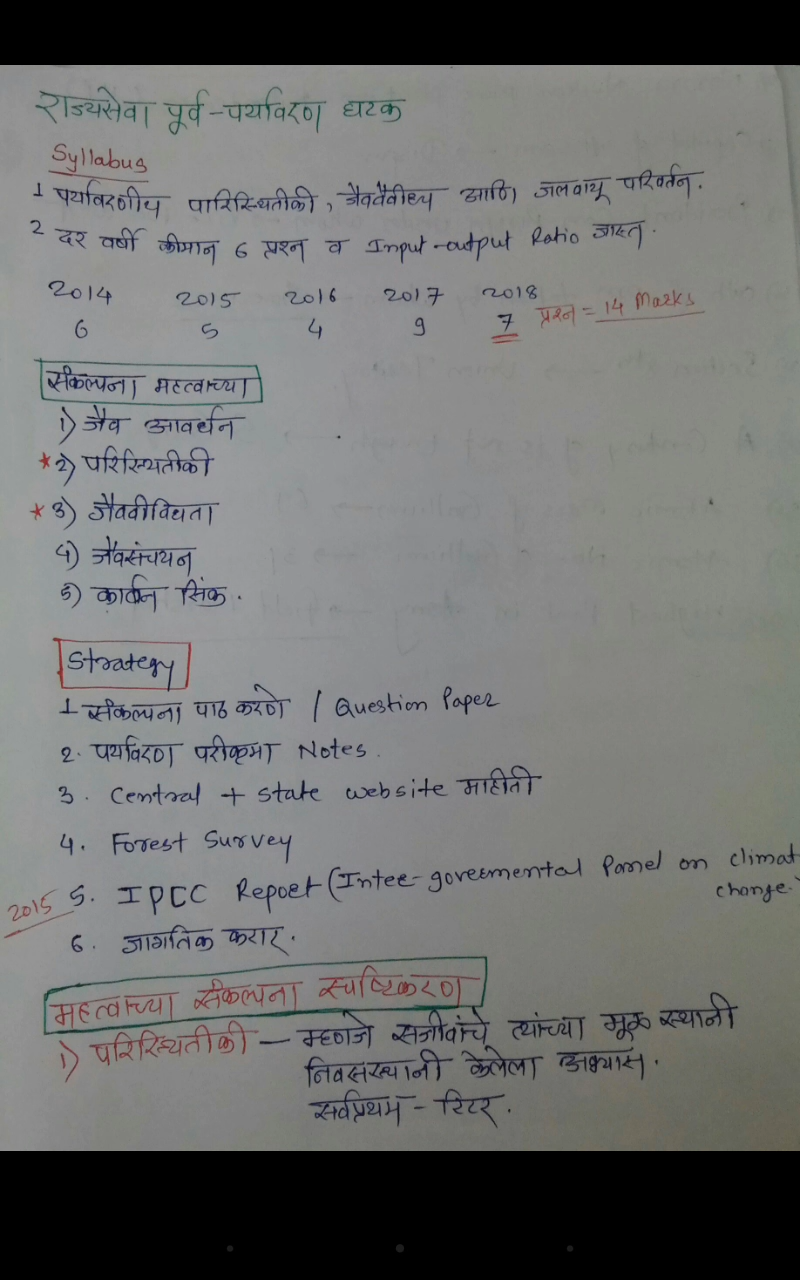 राज्यसेवा पूर्व - पर्यावरण घटक
Syllabus
1 पर्यावरणीय पारिस्थितीकी, जैवविविध्य आणि जलवायू परिवर्तन.
2 दर वर्षी कीमान 6 प्रश्न व Input-output Ratio जास्त.
2014 2015 2016 2017 2018
6 5 4 9 7 प्रश्न = 14 Marks
संकल्पना महत्वाच्या
1) जैव आवर्धन
* 2) परिस्थितीकी
* 3) जैववीविधता
4) जैवसंचयन
5) कार्बन सिंक.
Strategy
1 संकल्पना पाठ करणे / Question Paper
2. पर्यावरण परीक्रमा Notes.
3. Central + State website माहीती
4. Forest Survey
2015 5. IPCC Report (Inter-governmental Panel on climat
change.)
6. जागतिक करार.
महत्वाच्या संकल्पना स्पष्टिकरण
1) परिस्थितीकी - म्हणजे सजीवांचे त्यांच्या मूळ स्थानी
निवसस्थानी केलेला अभ्यास.
सर्वप्रथम - रिटर.